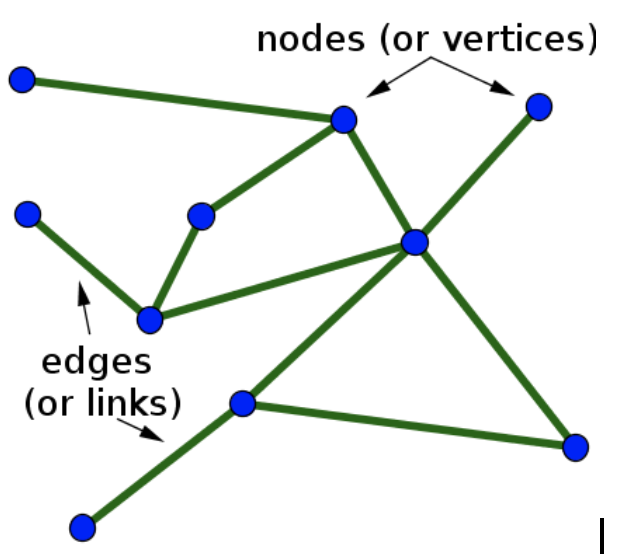 nodes (or vertices)
edges
(or links)